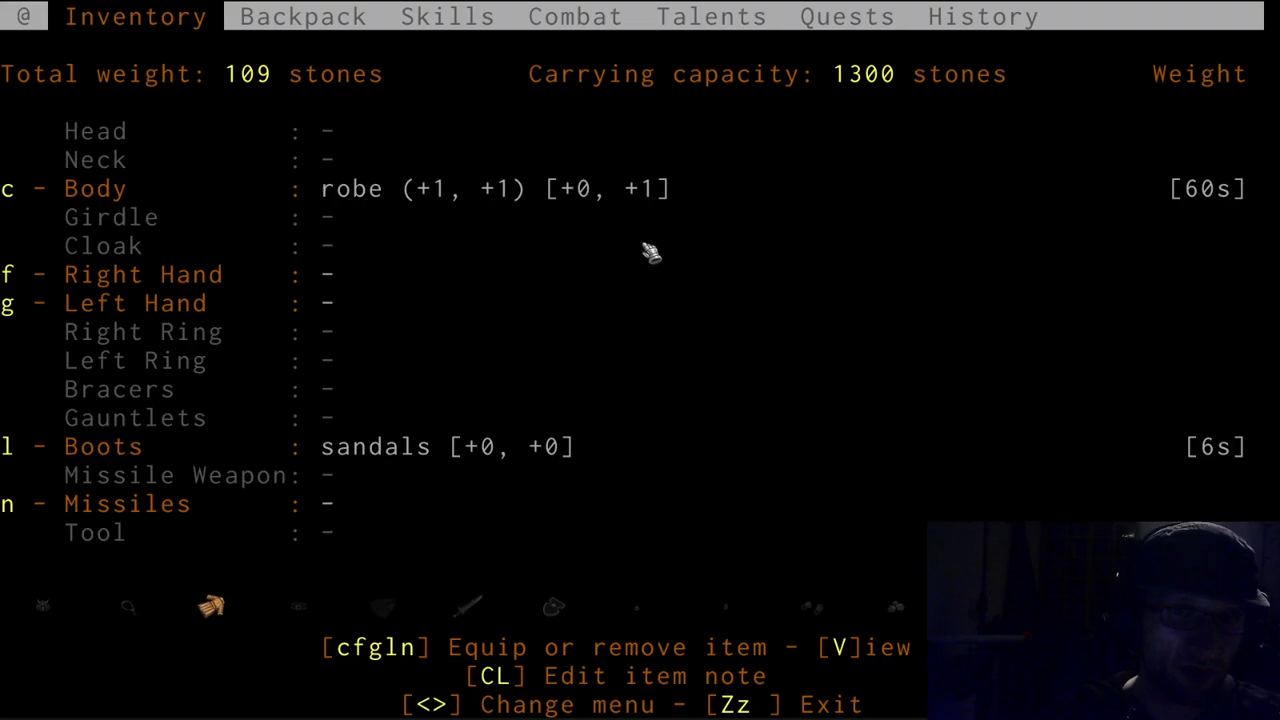 @ Inventory Backpack Skills Combat Talents Quests History
Total weight: 109 stones Carrying capacity: 1300 stones Weight
Head : -
Neck : -
c - Body : robe (+1, +1) [+0, +1] [60s]
Girdle : -
Cloak : -
f - Right Hand : -
g - Left Hand : -
Right Ring : -
Left Ring : -
Bracers : -
Gauntlets : -
l - Boots : sandals [+0, +0] [6s]
Missile Weapon: -
n - Missiles : -
Tool : -
[cfgln] Equip or remove item - [V]iew
[CL] Edit item note
[<>] Change menu - [Zz ] Exit